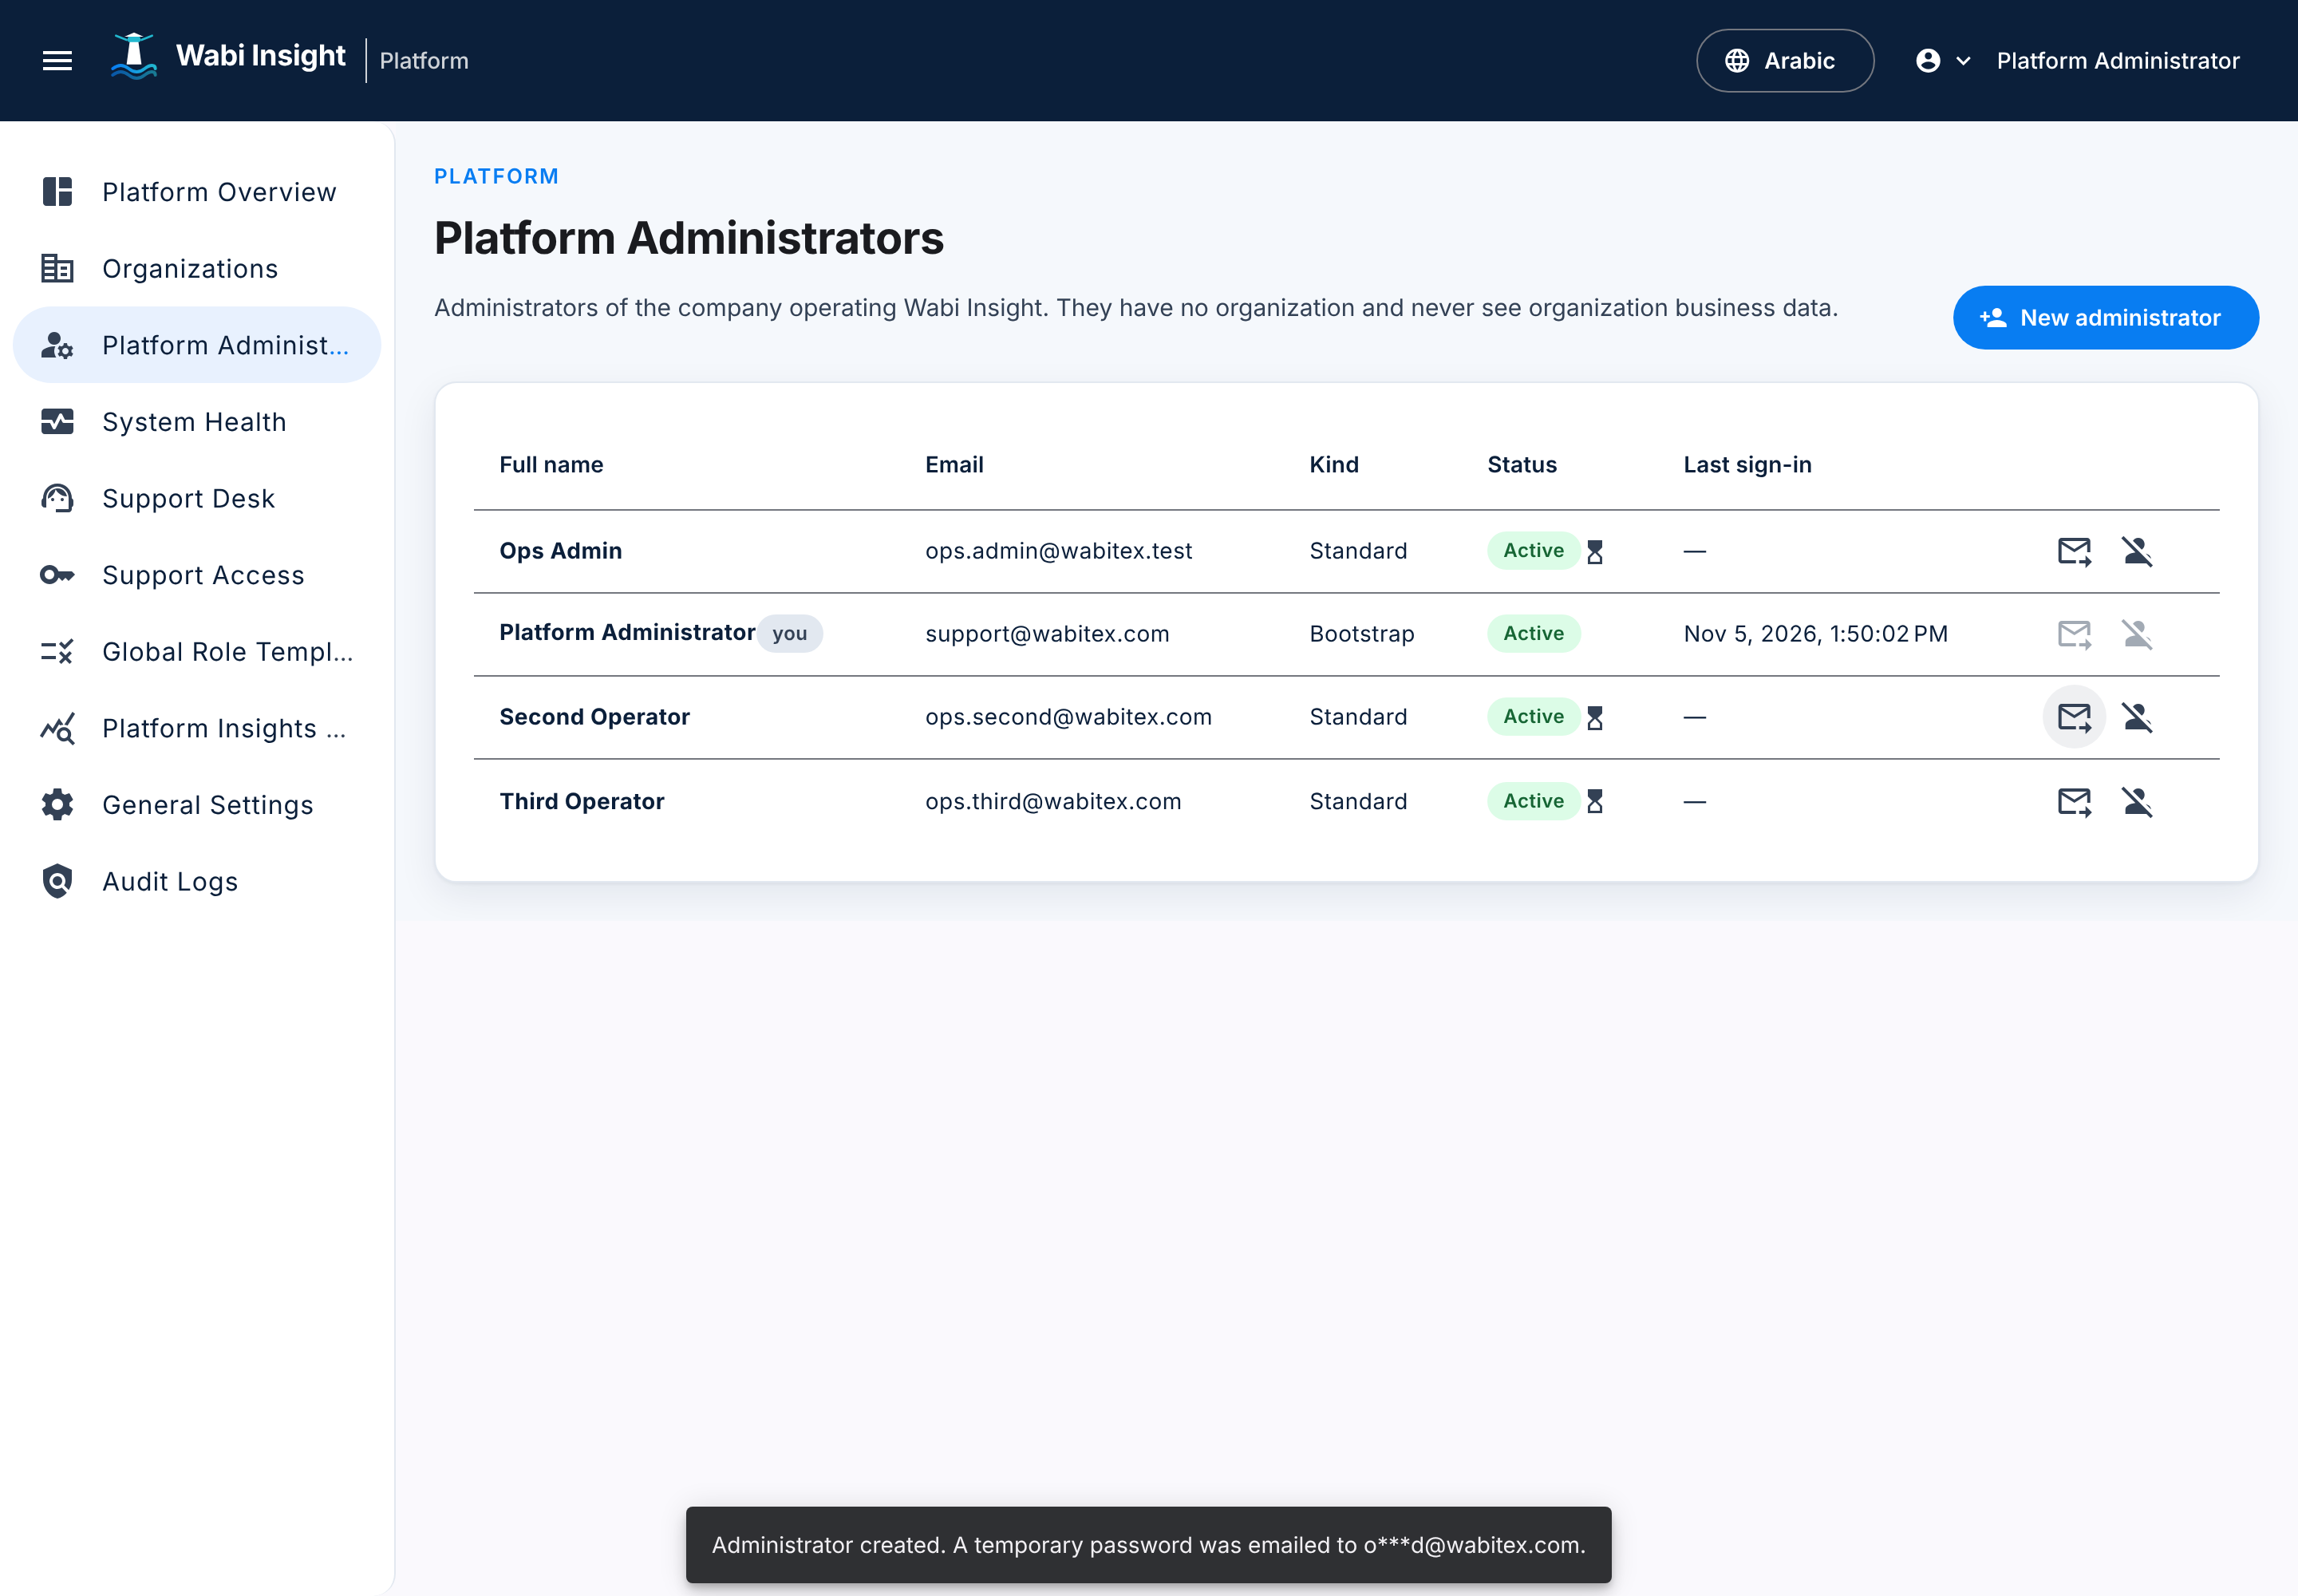 Wabi Insight | Platform
Arabic
Platform Administrator
Platform Overview
Organizations
Platform Administ...
System Health
Support Desk
Support Access
Global Role Templ...
Platform Insights ...
General Settings
Audit Logs
PLATFORM
Platform Administrators
Administrators of the company operating Wabi Insight. They have no organization and never see organization business data.
New administrator
Full name Email Kind Status Last sign-in
Ops Admin ops.admin@wabitex.test Standard Active —
Platform Administrator you support@wabitex.com Bootstrap Active Nov 5, 2026, 1:50:02 PM
Second Operator ops.second@wabitex.com Standard Active —
Third Operator ops.third@wabitex.com Standard Active —
Administrator created. A temporary password was emailed to o***d@wabitex.com.